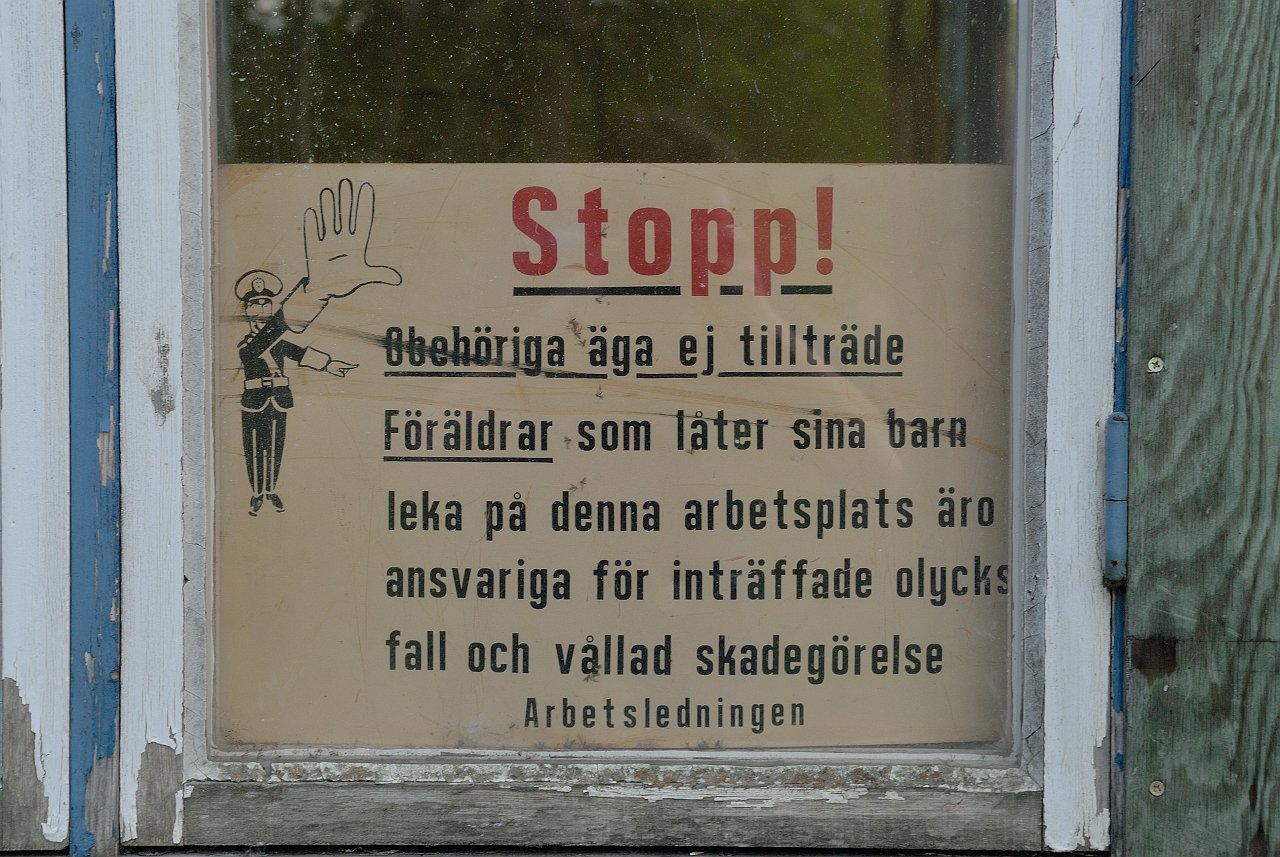 Stopp!
Obehöriga äga ej tillträde
Föräldrar som låter sina barn
leka på denna arbetsplats äro
ansvariga för inträffade olycks
fall och vållad skadegörelse
Arbetsledningen